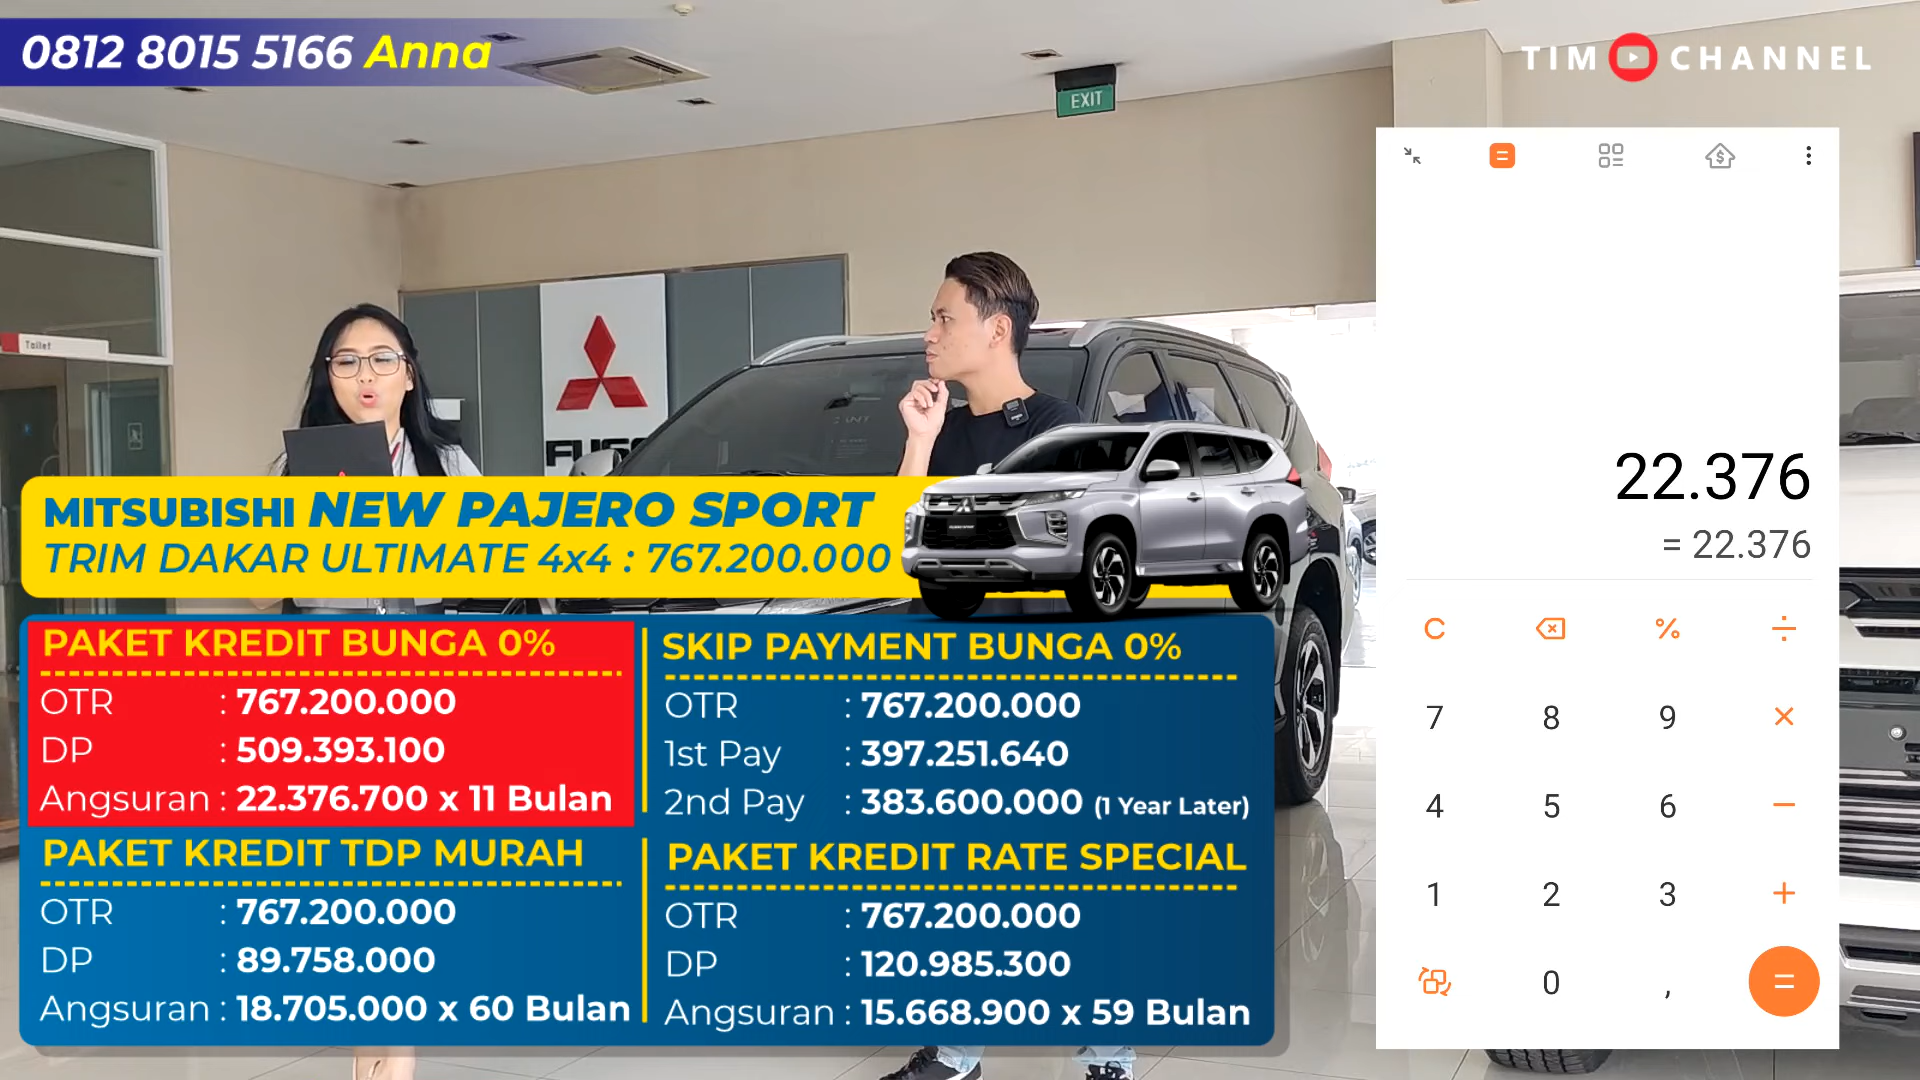 0812 8015 5166 Anna
TIM CHANNEL
EXIT
Toilet
FUSO
MITSUBISHI NEW PAJERO SPORT
TRIM DAKAR ULTIMATE 4x4 : 767.200.000
PAKET KREDIT BUNGA 0%
OTR : 767.200.000
DP : 509.393.100
Angsuran : 22.376.700 x 11 Bulan
SKIP PAYMENT BUNGA 0%
OTR : 767.200.000
1st Pay : 397.251.640
2nd Pay : 383.600.000 (1 Year Later)
PAKET KREDIT TDP MURAH
OTR : 767.200.000
DP : 89.758.000
Angsuran : 18.705.000 x 60 Bulan
PAKET KREDIT RATE SPECIAL
OTR : 767.200.000
DP : 120.985.300
Angsuran : 15.668.900 x 59 Bulan
22.376
= 22.376
C % ÷
7 8 9 ×
4 5 6 −
1 2 3 +
0 , =